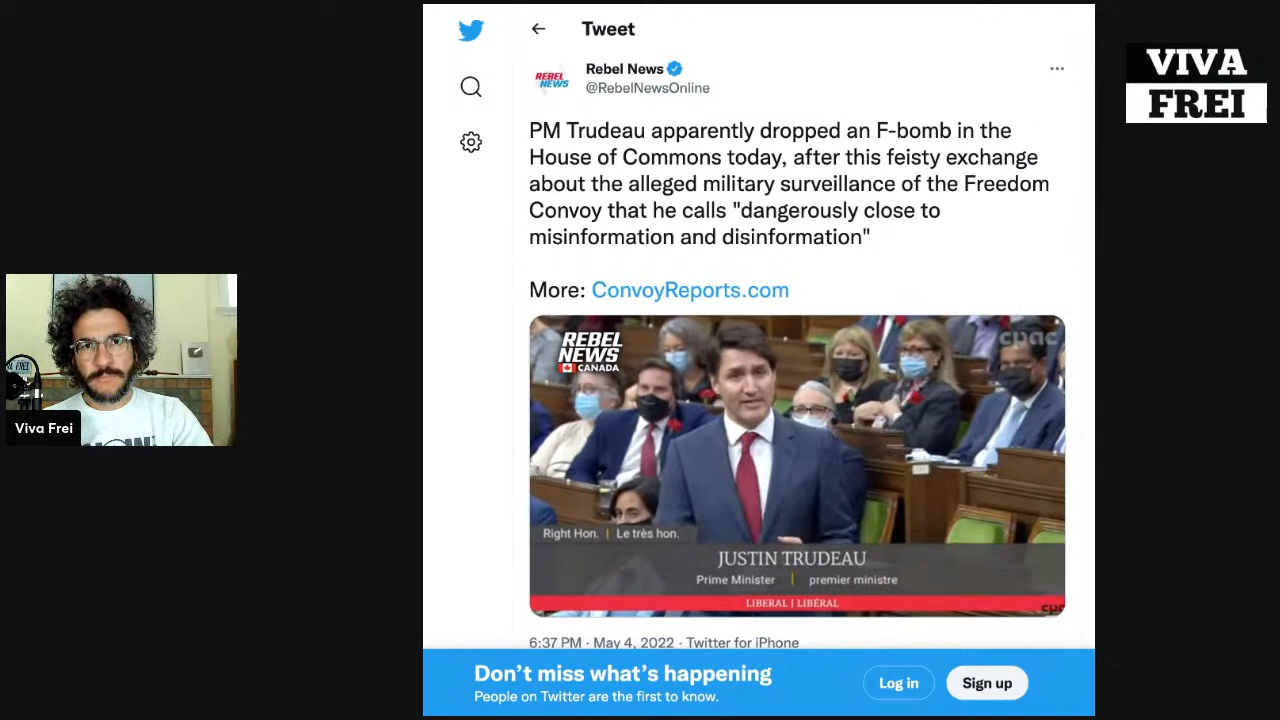 Tweet
Rebel News
@RebelNewsOnline
REBEL
NEWS
PM Trudeau apparently dropped an F-bomb in the
House of Commons today, after this feisty exchange
about the alleged military surveillance of the Freedom
Convoy that he calls "dangerously close to
misinformation and disinformation"
More: ConvoyReports.com
REBEL
NEWS
CANADA
cpac
Right Hon. | Le très hon.
JUSTIN TRUDEAU
Prime Minister | premier ministre
LIBERAL | LIBÉRAL
cpc
6:37 PM · May 4, 2022 · Twitter for iPhone
Don’t miss what’s happening
People on Twitter are the first to know.
Log in
Sign up
VIVA
FREI
Viva Frei